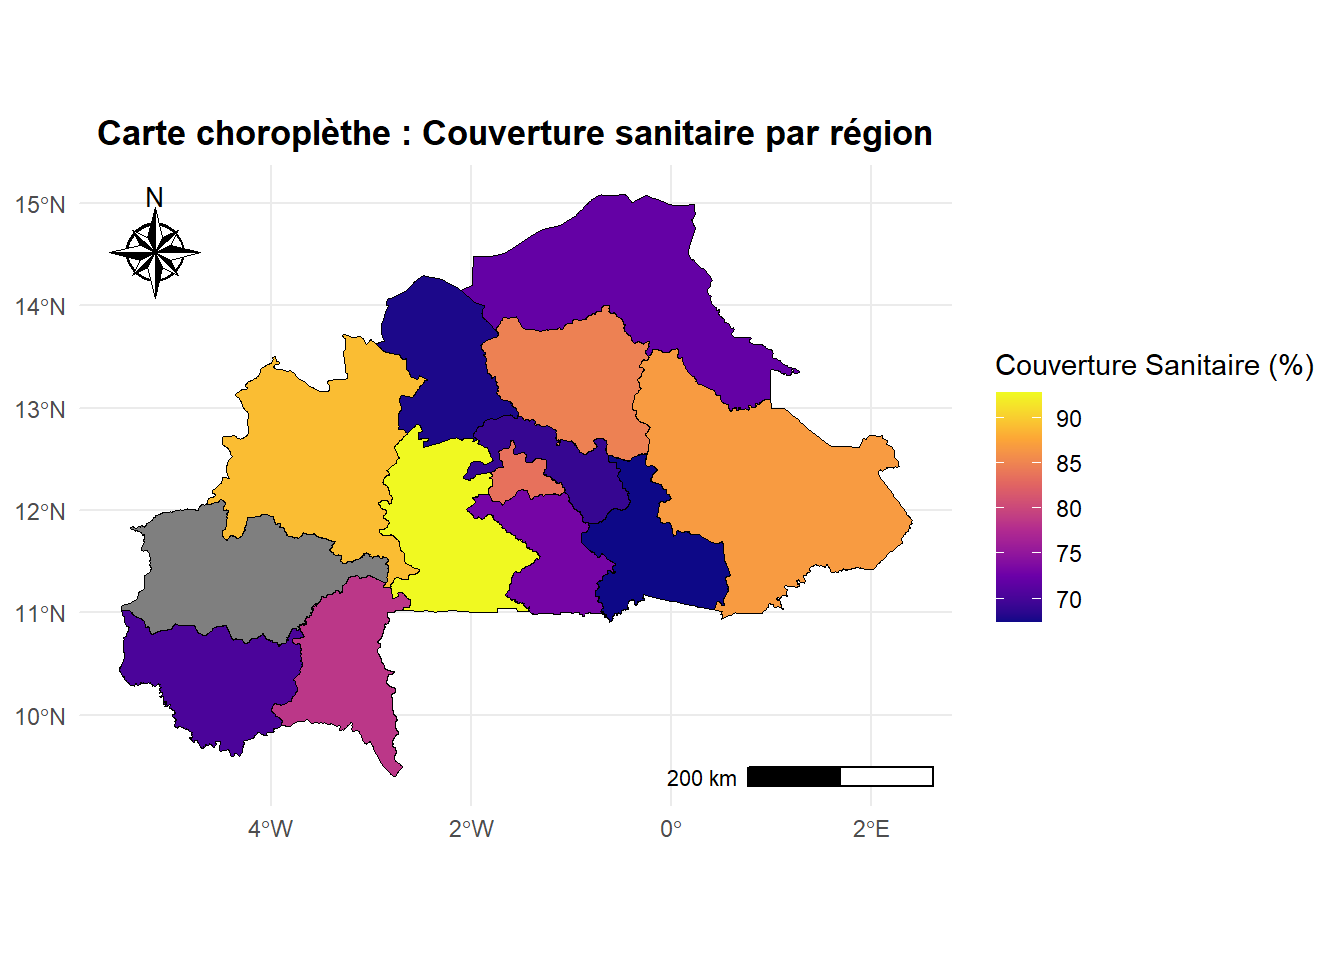 Carte choroplèthe : Couverture sanitaire par région
N
15°N
14°N
13°N
12°N
11°N
10°N
4°W
2°W
0°
2°E
200 km
Couverture Sanitaire (%)
90
85
80
75
70